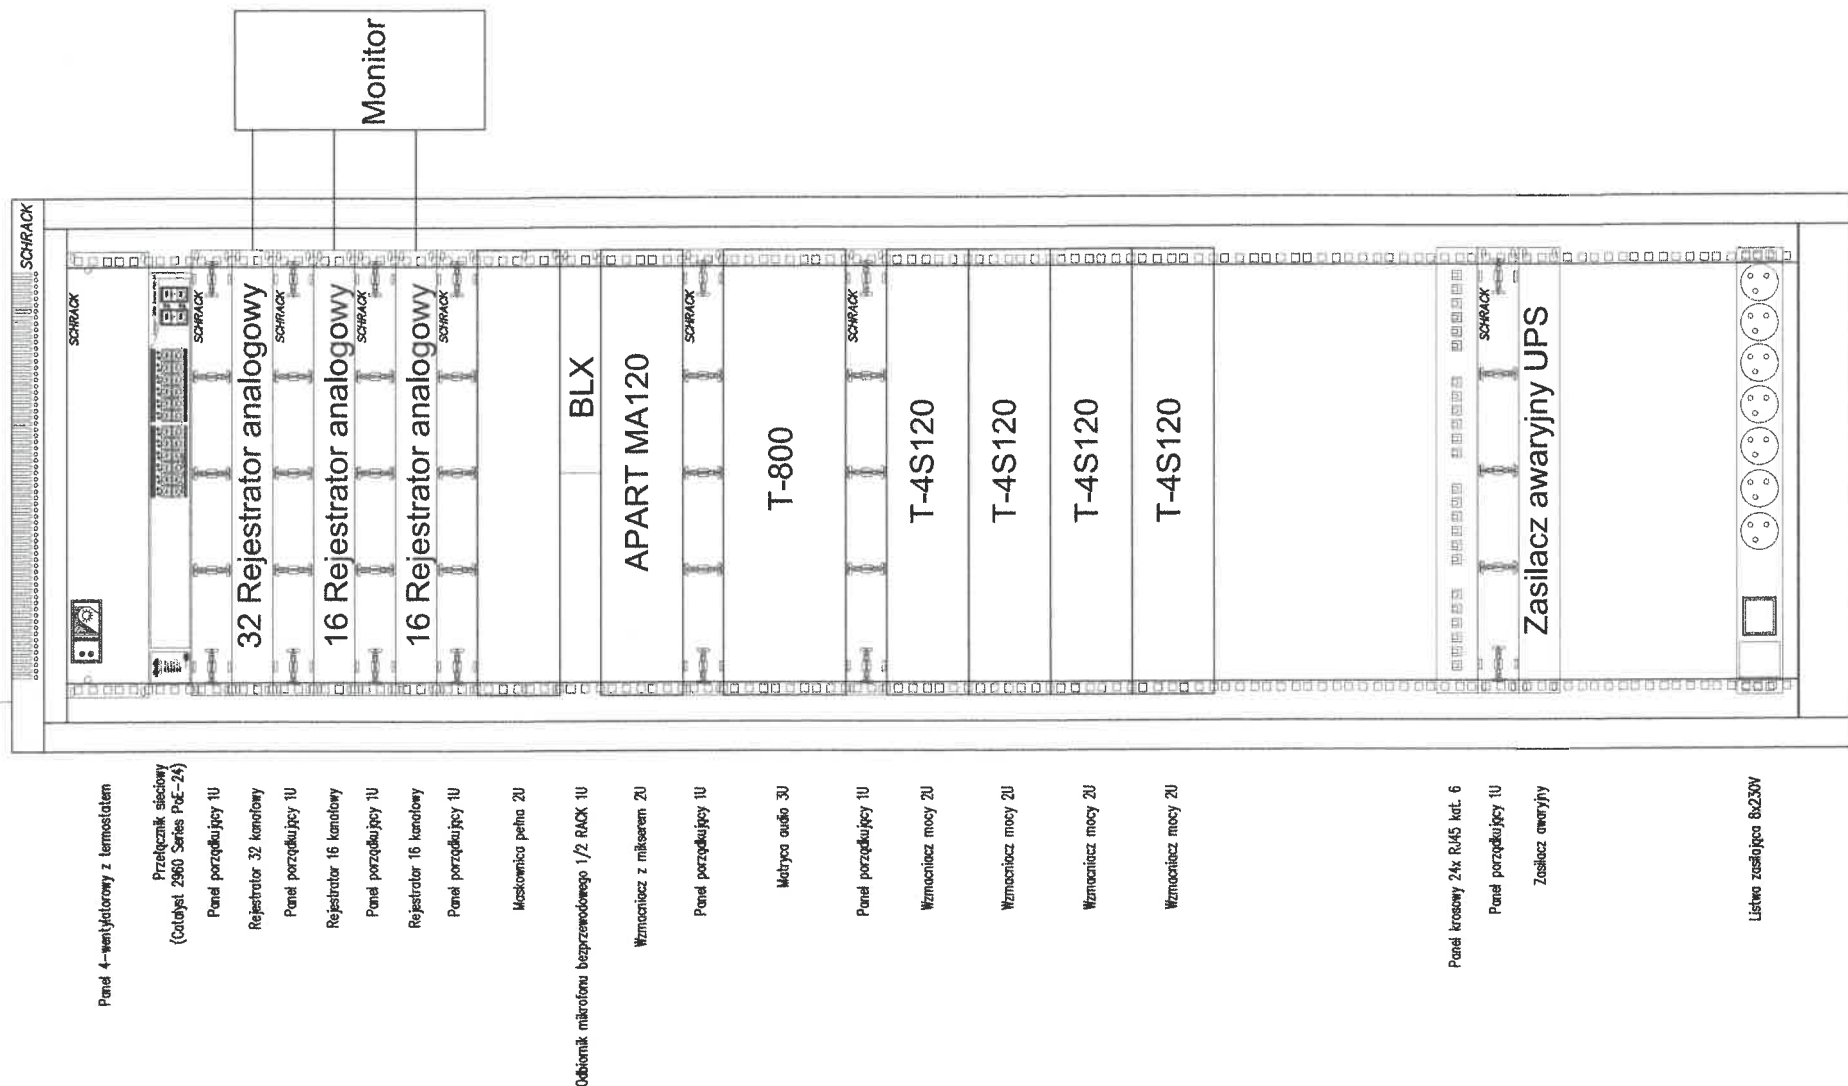 Monitor
SCHRACK
SCHRACK
SCHRACK
32 Rejestrator analogowy
SCHRACK
16 Rejestrator analogowy
SCHRACK
16 Rejestrator analogowy
SCHRACK
BLX
APART MA120
SCHRACK
T-800
SCHRACK
T-4S120
T-4S120
T-4S120
T-4S120
SCHRACK
Zasilacz awaryjny UPS
Panel 4-wentylatorowy z termostatem
Przełącznik sieciowy
(Catalyst 2960 Series PoE-24)
Panel porządkujący 1U
Rejestrator 32 kanałowy
Panel porządkujący 1U
Rejestrator 16 kanałowy
Panel porządkujący 1U
Rejestrator 16 kanałowy
Panel porządkujący 1U
Maskownica pełna 2U
Odbiornik mikrofonu bezprzewodowego 1/2 RACK 1U
Wzmacniacz z mikserem 2U
Panel porządkujący 1U
Matryca audio 3U
Panel porządkujący 1U
Wzmacniacz mocy 2U
Wzmacniacz mocy 2U
Wzmacniacz mocy 2U
Wzmacniacz mocy 2U
Panel krosowy 24x RJ45 kat. 6
Panel porządkujący 1U
Zasilacz awaryjny
Listwa zasilająca 8x230V